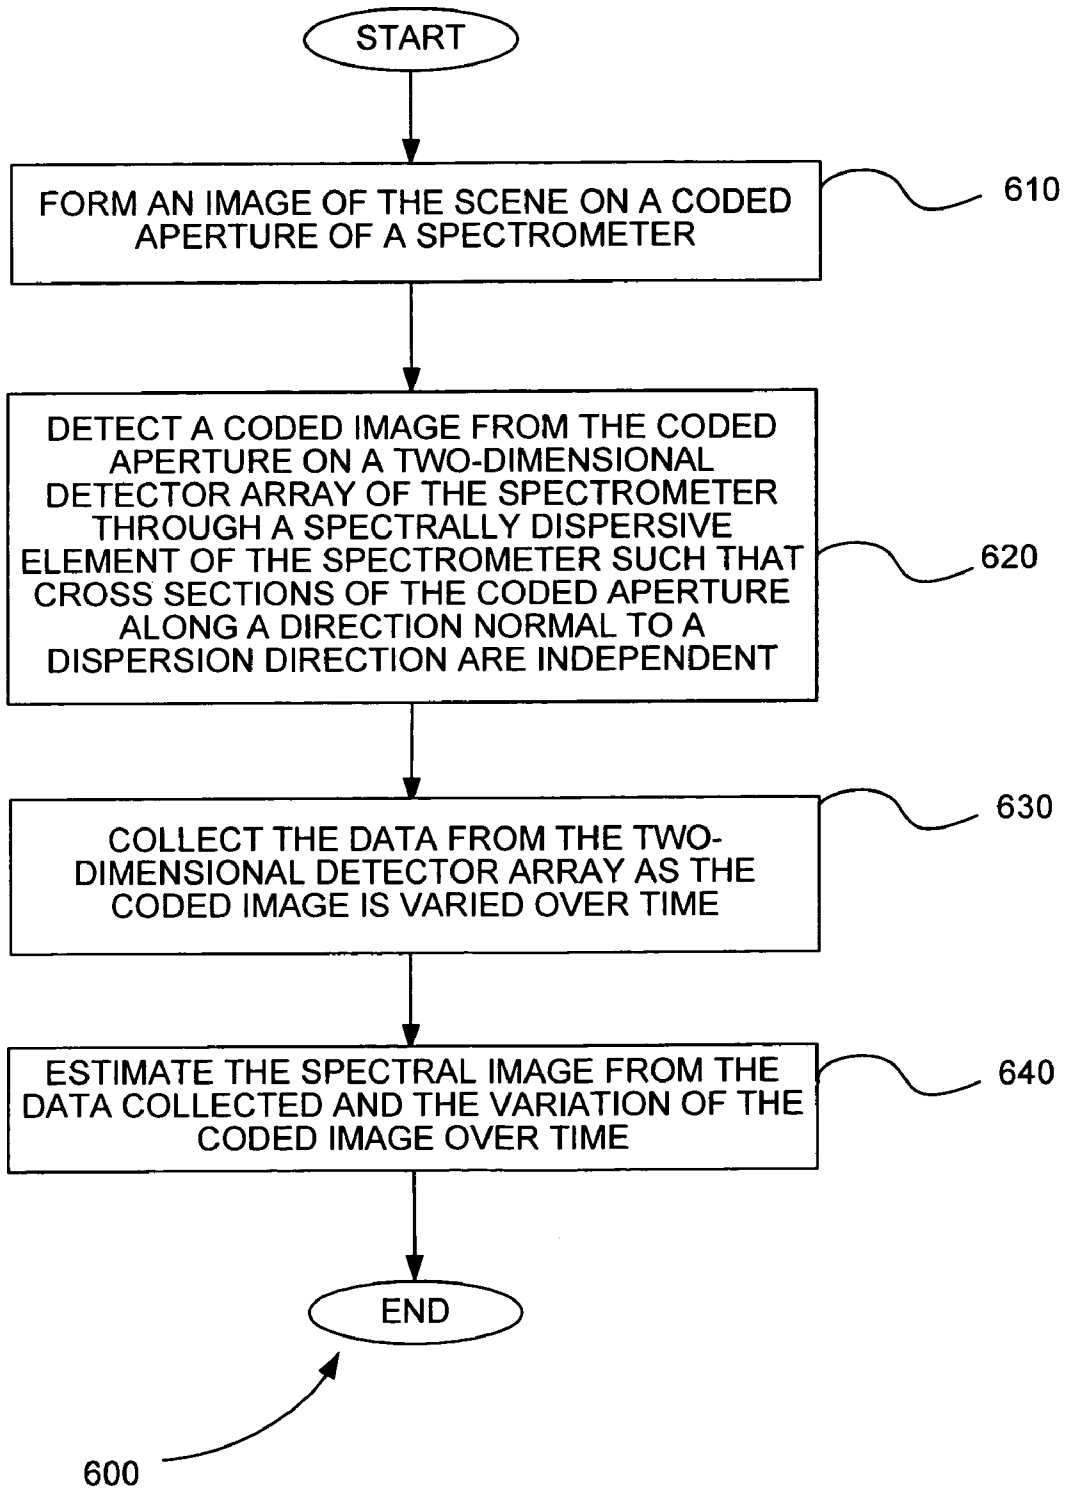 START
FORM AN IMAGE OF THE SCENE ON A CODED
APERTURE OF A SPECTROMETER
610
DETECT A CODED IMAGE FROM THE CODED
APERTURE ON A TWO-DIMENSIONAL
DETECTOR ARRAY OF THE SPECTROMETER
THROUGH A SPECTRALLY DISPERSIVE
ELEMENT OF THE SPECTROMETER SUCH THAT
CROSS SECTIONS OF THE CODED APERTURE
ALONG A DIRECTION NORMAL TO A
DISPERSION DIRECTION ARE INDEPENDENT
620
COLLECT THE DATA FROM THE TWO-
DIMENSIONAL DETECTOR ARRAY AS THE
CODED IMAGE IS VARIED OVER TIME
630
ESTIMATE THE SPECTRAL IMAGE FROM THE
DATA COLLECTED AND THE VARIATION OF THE
CODED IMAGE OVER TIME
640
END
600